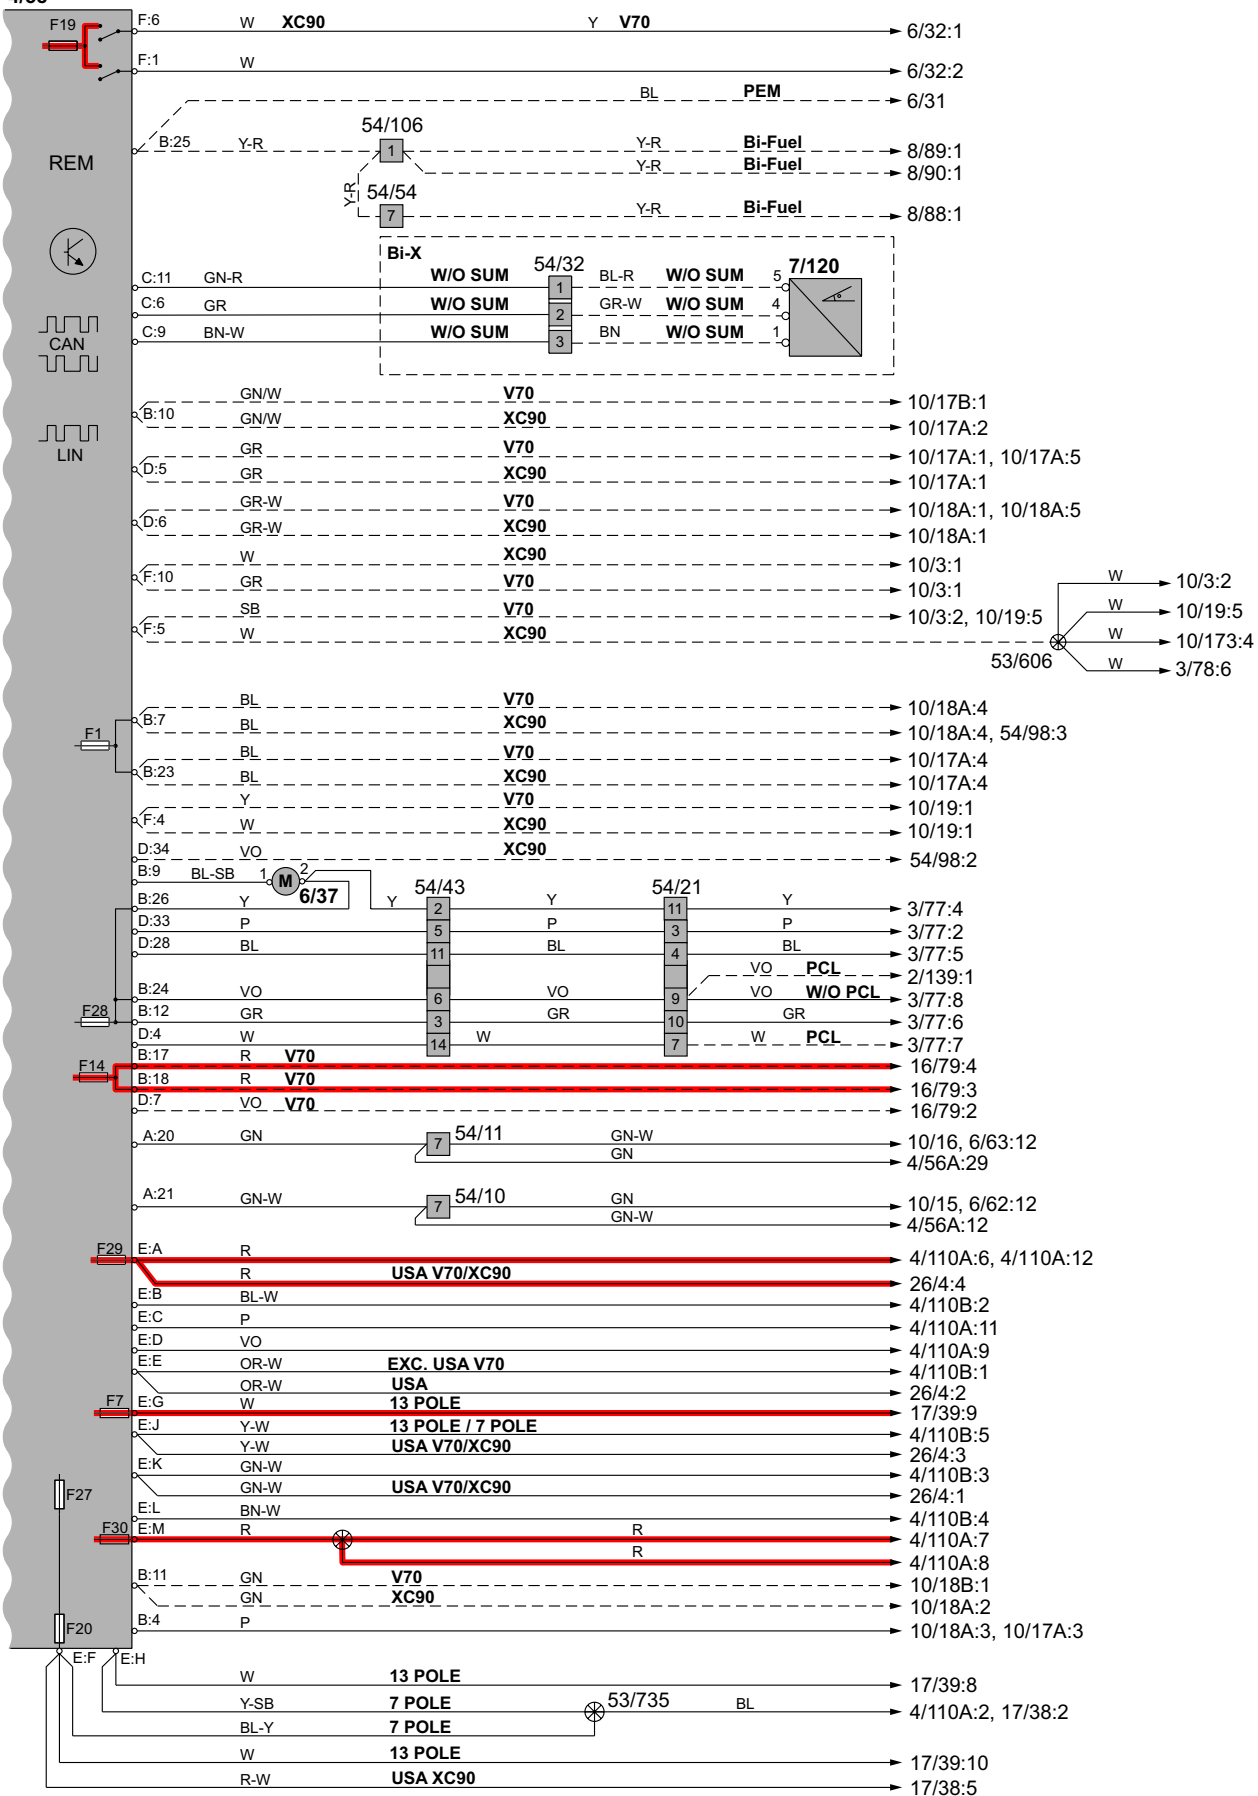 F19 F:6 W XC90 Y V70 6/32:1
F:1 W 6/32:2
BL PEM 6/31
54/106
REM B:25 Y-R 1 Y-R Bi-Fuel 8/89:1
Y-R Bi-Fuel 8/90:1
Y-R 54/54
7 Y-R Bi-Fuel 8/88:1
Bi-X 54/32 7/120
C:11 GN-R W/O SUM 1 BL-R W/O SUM 5
C:6 GR W/O SUM 2 GR-W W/O SUM 4
CAN C:9 BN-W W/O SUM 3 BN W/O SUM 1
GN/W V70 10/17B:1
B:10 GN/W XC90 10/17A:2
LIN GR V70 10/17A:1, 10/17A:5
D:5 GR XC90 10/17A:1
GR-W V70 10/18A:1, 10/18A:5
D:6 GR-W XC90 10/18A:1
W XC90 10/3:1
F:10 GR V70 10/3:1
W 10/3:2
SB V70 10/3:2, 10/19:5
W 10/19:5
F:5 W XC90 53/606
W 10/173:4
W 3/78:6
BL V70 10/18A:4
B:7 BL XC90 10/18A:4, 54/98:3
F1 BL V70 10/17A:4
B:23 BL XC90 10/17A:4
Y V70 10/19:1
F:4 W XC90 10/19:1
D:34 VO XC90 54/98:2
B:9 BL-SB 1 M 2 6/37
54/43 54/21
B:26 Y Y 2 Y 11 Y 3/77:4
D:33 P 5 P 3 P 3/77:2
D:28 BL 11 BL 4 BL 3/77:5
VO PCL 2/139:1
B:24 VO 6 VO 9 VO W/O PCL 3/77:8
F28 B:12 GR 3 GR 10 GR 3/77:6
D:4 W 14 W 7 W PCL 3/77:7
B:17 R V70 16/79:4
F14 B:18 R V70 16/79:3
D:7 VO V70 16/79:2
A:20 GN 7 54/11 GN-W 10/16, 6/63:12
GN 4/56A:29
A:21 GN-W 7 54/10 GN 10/15, 6/62:12
GN-W 4/56A:12
F29 E:A R 4/110A:6, 4/110A:12
R USA V70/XC90 26/4:4
E:B BL-W 4/110B:2
E:C P 4/110A:11
E:D VO 4/110A:9
E:E OR-W EXC. USA V70 4/110B:1
OR-W USA 26/4:2
F7 E:G W 13 POLE 17/39:9
E:J Y-W 13 POLE / 7 POLE 4/110B:5
Y-W USA V70/XC90 26/4:3
E:K GN-W 4/110B:3
F27 GN-W USA V70/XC90 26/4:1
E:L BN-W 4/110B:4
F30 E:M R R 4/110A:7
R 4/110A:8
B:11 GN V70 10/18B:1
GN XC90 10/18A:2
F20 B:4 P 10/18A:3, 10/17A:3
E:F E:H
W 13 POLE 17/39:8
Y-SB 7 POLE 53/735 BL 4/110A:2, 17/38:2
BL-Y 7 POLE
W 13 POLE 17/39:10
R-W USA XC90 17/38:5